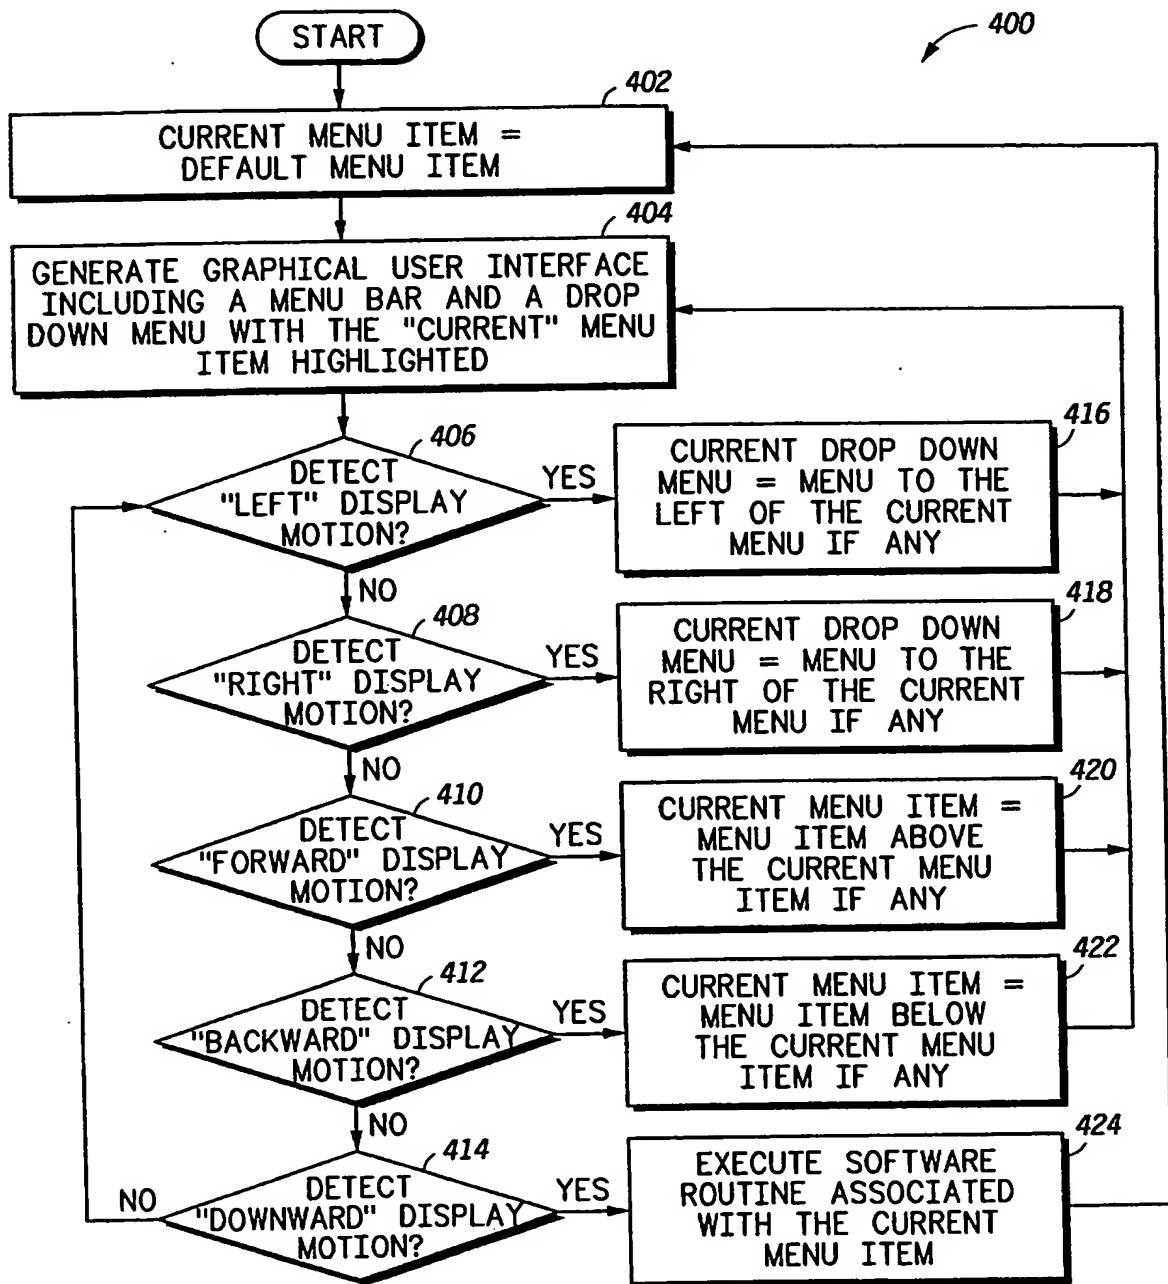 START
400
402
CURRENT MENU ITEM =
DEFAULT MENU ITEM
404
GENERATE GRAPHICAL USER INTERFACE
INCLUDING A MENU BAR AND A DROP
DOWN MENU WITH THE "CURRENT" MENU
ITEM HIGHLIGHTED
406
DETECT
"LEFT" DISPLAY
MOTION?
YES
416
CURRENT DROP DOWN
MENU = MENU TO THE
LEFT OF THE CURRENT
MENU IF ANY
NO
408
DETECT
"RIGHT" DISPLAY
MOTION?
YES
418
CURRENT DROP DOWN
MENU = MENU TO THE
RIGHT OF THE CURRENT
MENU IF ANY
NO
410
DETECT
"FORWARD" DISPLAY
MOTION?
YES
420
CURRENT MENU ITEM =
MENU ITEM ABOVE
THE CURRENT MENU
ITEM IF ANY
NO
412
DETECT
"BACKWARD" DISPLAY
MOTION?
YES
422
CURRENT MENU ITEM =
MENU ITEM BELOW
THE CURRENT MENU
ITEM IF ANY
NO
414
DETECT
"DOWNWARD" DISPLAY
MOTION?
NO
YES
424
EXECUTE SOFTWARE
ROUTINE ASSOCIATED
WITH THE CURRENT
MENU ITEM